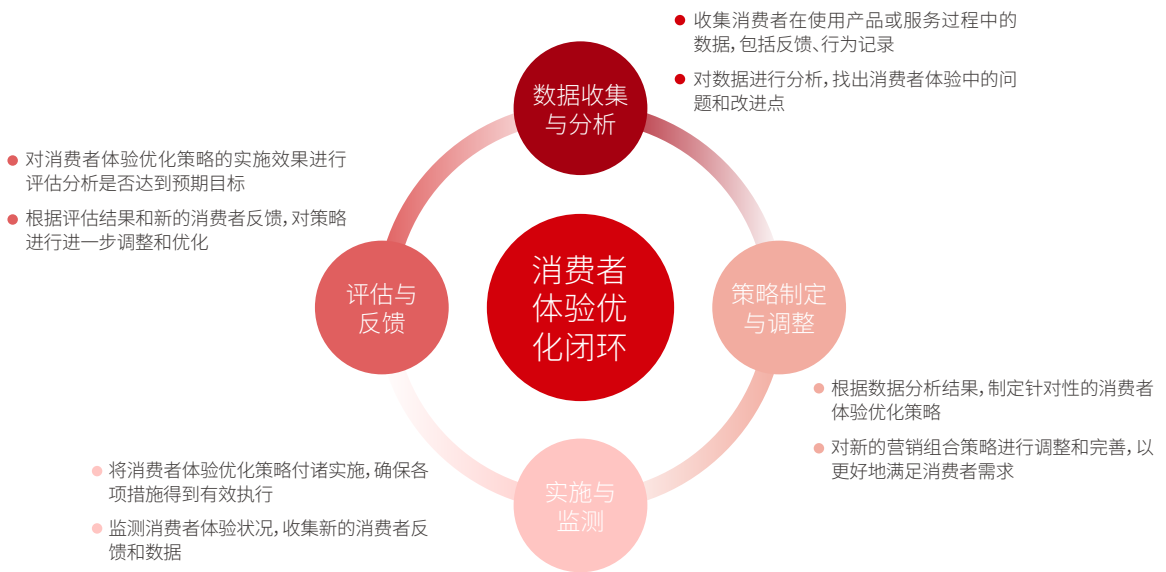 收集消费者在使用产品或服务过程中的
数据,包括反馈、行为记录
对数据进行分析,找出消费者体验中的问
题和改进点
数据收集
与分析
对消费者体验优化策略的实施效果进行
评估分析是否达到预期目标
根据评估结果和新的消费者反馈,对策略
进行进一步调整和优化
评估与
反馈
消费者
体验优
化闭环
策略制定
与调整
根据数据分析结果,制定针对性的消费者
体验优化策略
对新的营销组合策略进行调整和完善,以
更好地满足消费者需求
将消费者体验优化策略付诸实施,确保各
项措施得到有效执行
监测消费者体验状况,收集新的消费者反
馈和数据
实施与
监测